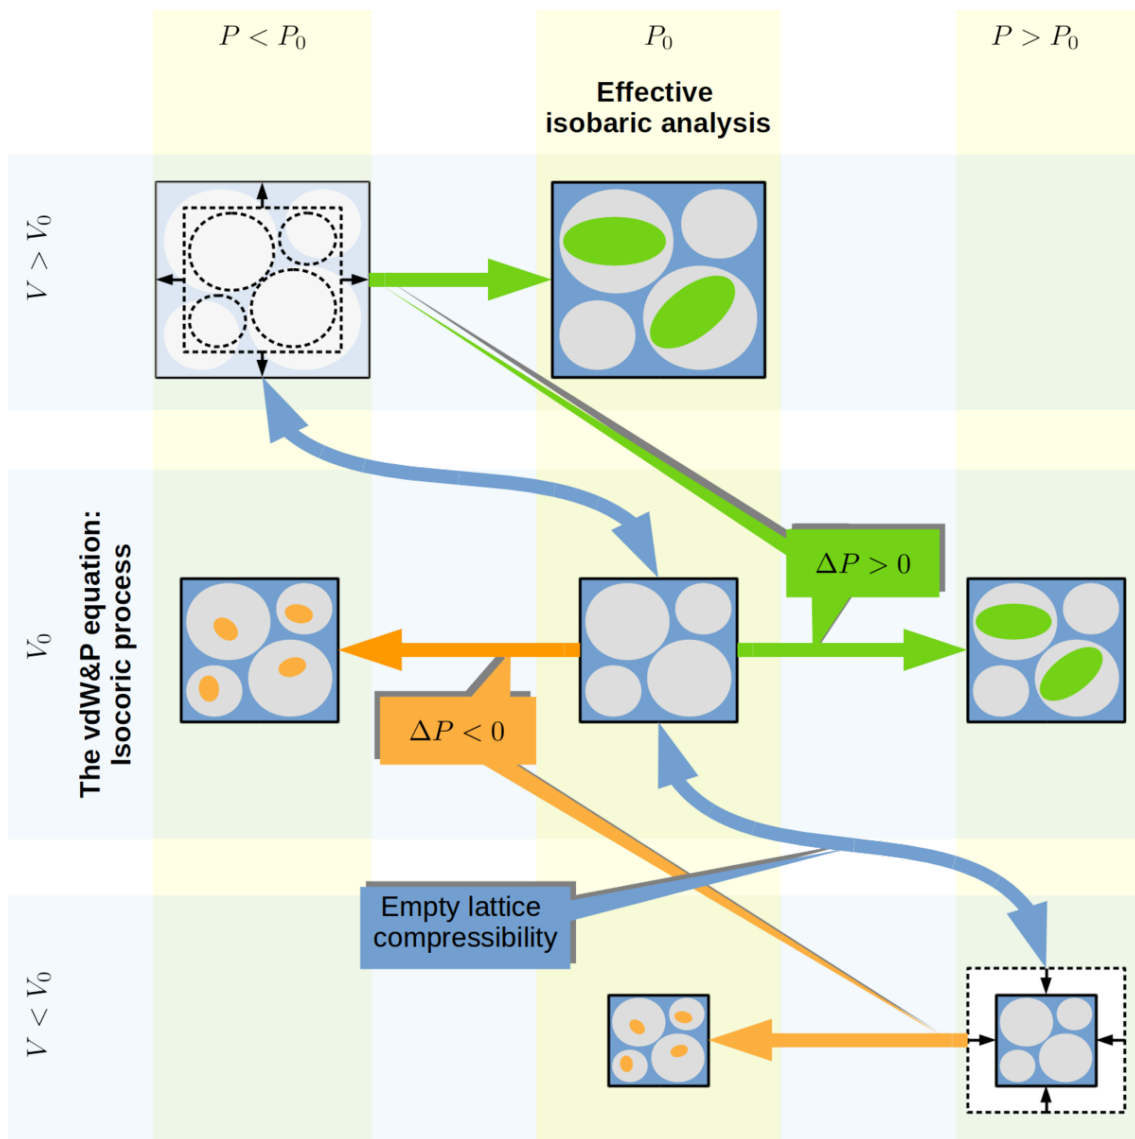 P < P₀
P₀
P > P₀
Effective
isobaric analysis
V > V₀
The vdW&P equation:
Isocoric process
V₀
ΔP > 0
ΔP < 0
Empty lattice
compressibility
V < V₀